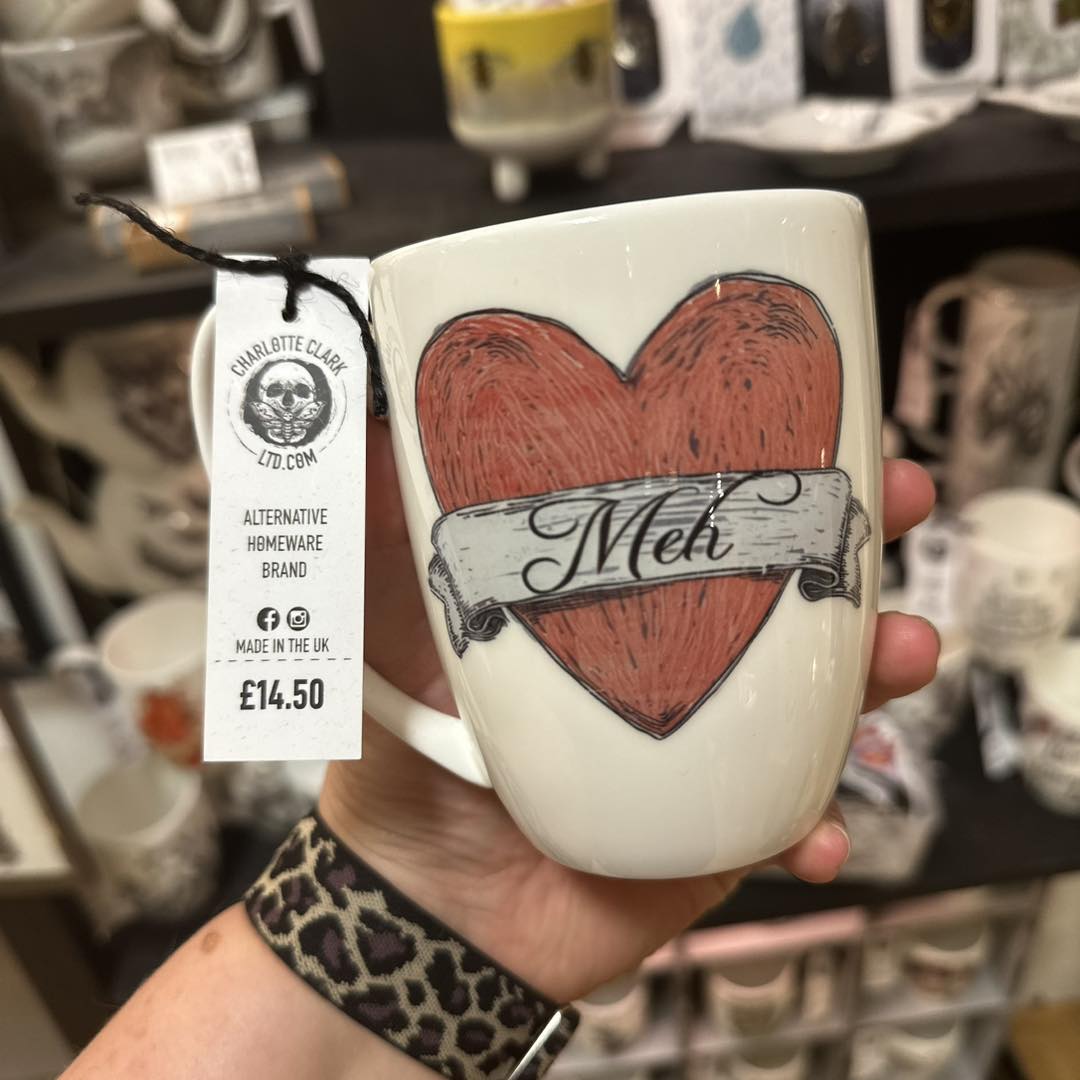 CHARLOTTE CLARK
LTD.COM
ALTERNATIVE
HOMEWARE
BRAND
MADE IN THE UK
£14.50
Meh